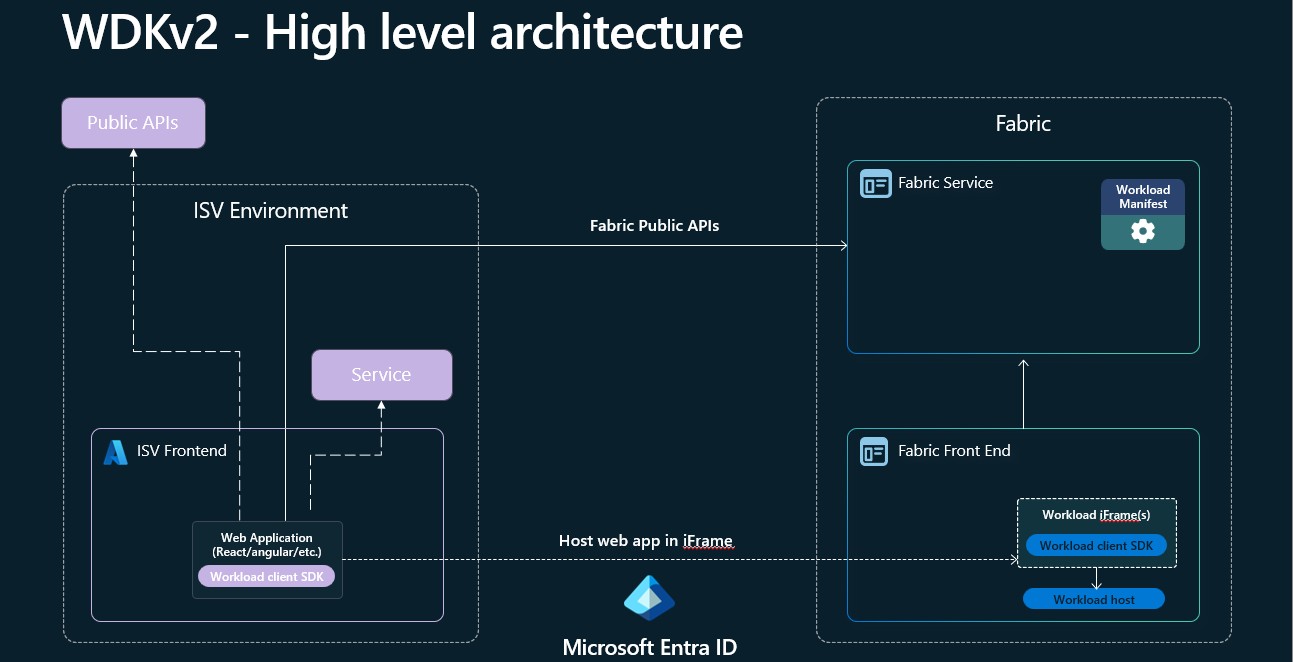 WDKv2 - High level architecture
Public APIs
Fabric
ISV Environment
Fabric Service
Workload
Manifest
Fabric Public APIs
Service
ISV Frontend
Fabric Front End
Web Application
(React/angular/etc.)
Workload client SDK
Host web app in iFrame
Workload iFrame(s)
Workload client SDK
Workload host
Microsoft Entra ID